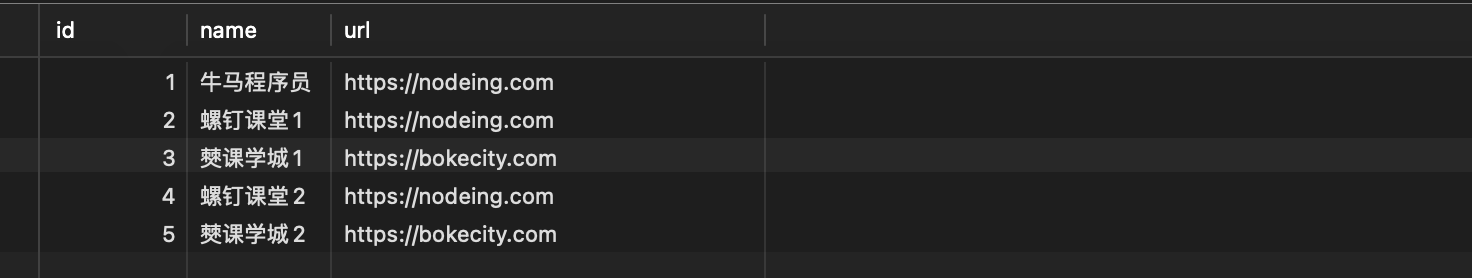 id name url
1 牛马程序员 https://nodeing.com
2 螺钉课堂1 https://nodeing.com
3 僰课学城1 https://bokecity.com
4 螺钉课堂2 https://nodeing.com
5 僰课学城2 https://bokecity.com